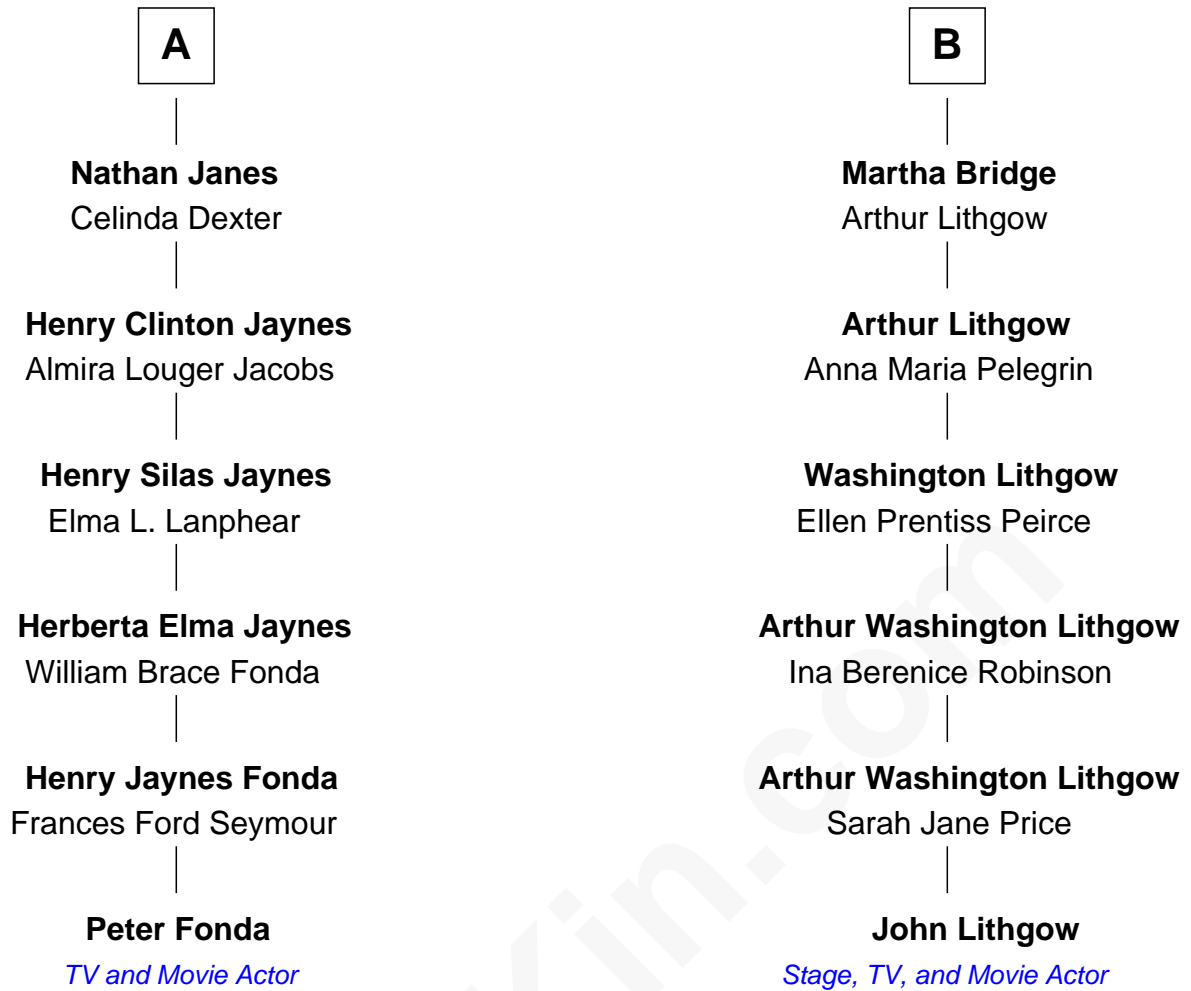 A
Nathan Janes
Celinda Dexter
Henry Clinton Jaynes
Almira Louger Jacobs
Henry Silas Jaynes
Elma L. Lanphear
Herberta Elma Jaynes
William Brace Fonda
Henry Jaynes Fonda
Frances Ford Seymour
Peter Fonda
TV and Movie Actor
B
Martha Bridge
Arthur Lithgow
Arthur Lithgow
Anna Maria Pelegrin
Washington Lithgow
Ellen Prentiss Peirce
Arthur Washington Lithgow
Ina Berenice Robinson
Arthur Washington Lithgow
Sarah Jane Price
John Lithgow
Stage, TV, and Movie Actor